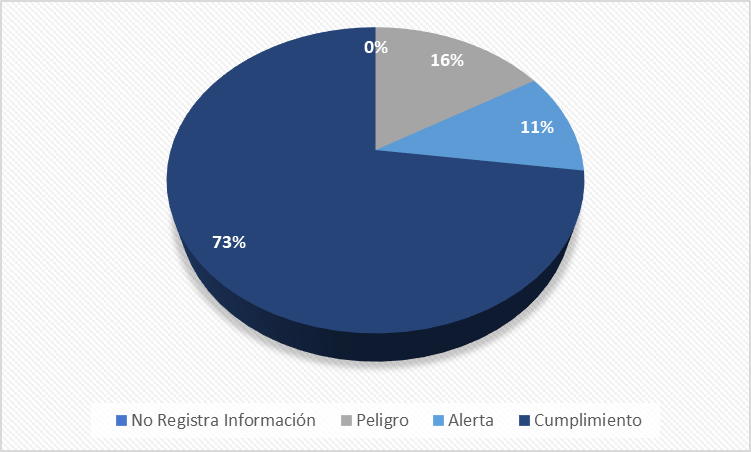 0%
16%
11%
73%
No Registra Información Peligro Alerta Cumplimiento